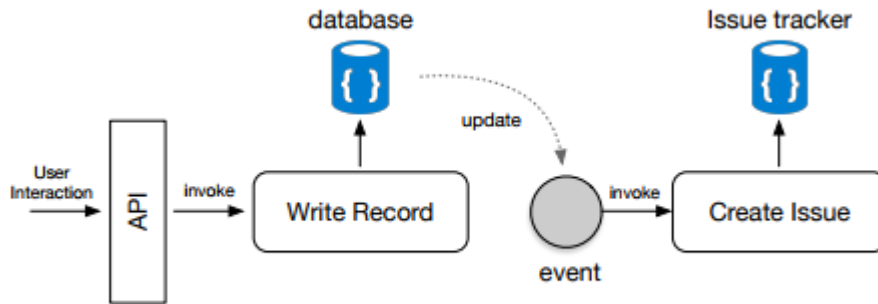 database
Issue tracker
{ }
{ }
update
User
Interaction
API
invoke
Write Record
invoke
Create Issue
event